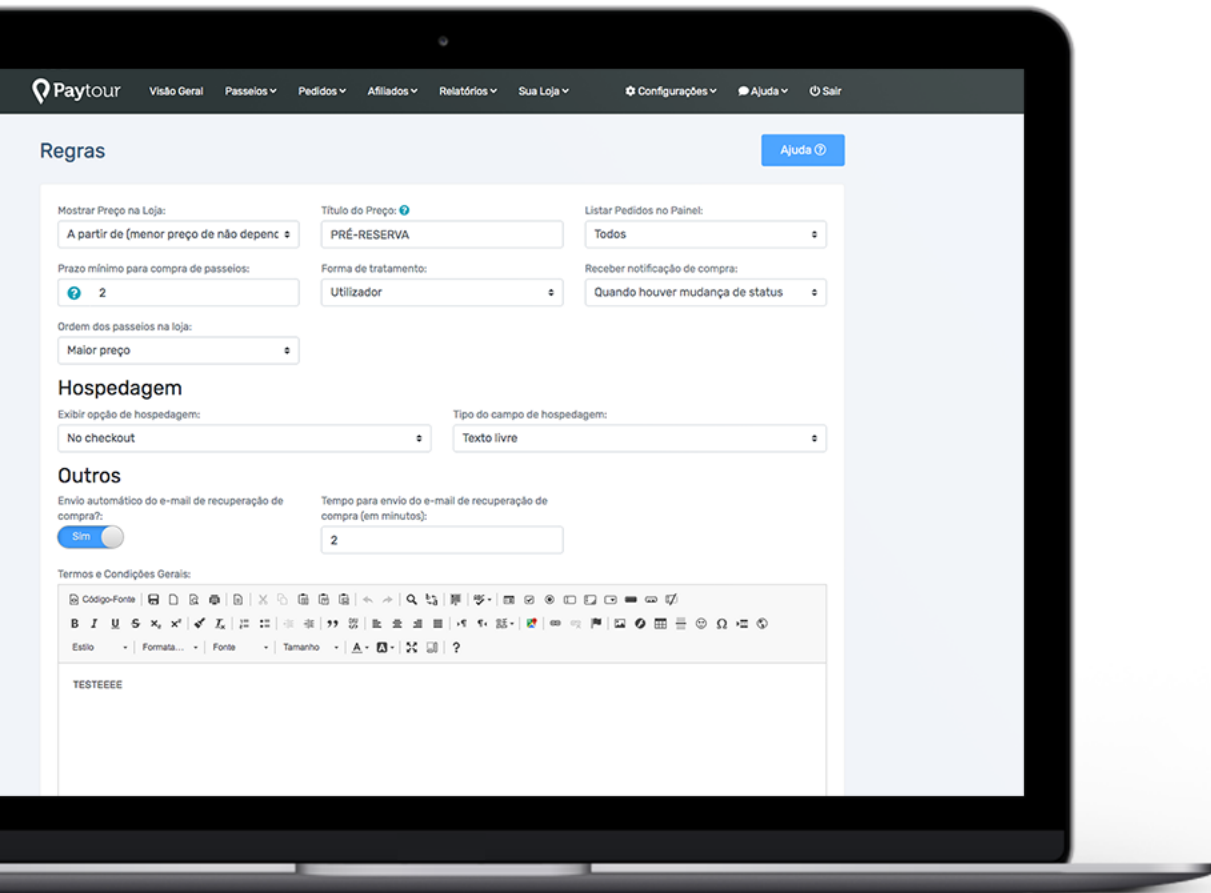 Paytour Visão Geral Passeios Pedidos Afiliados Relatórios Sua Loja Configurações Ajuda Sair
Regras
Ajuda
Mostrar Preço na Loja: Título do Preço: Listar Pedidos no Painel:
A partir de (menor preço de não depenc PRÉ-RESERVA Todos
Prazo mínimo para compra de passeios: Forma de tratamento: Receber notificação de compra:
2 Utilizador Quando houver mudança de status
Ordem dos passeios na loja:
Maior preço
Hospedagem
Exibir opção de hospedagem: Tipo do campo de hospedagem:
No checkout Texto livre
Outros
Envio automático do e-mail de recuperação de
compra?:
Tempo para envio do e-mail de recuperação de
compra (em minutos):
Sim 2
Termos e Condições Gerais:
Código-Fonte
Estilo Formata... Fonte Tamanho
TESTEEEE